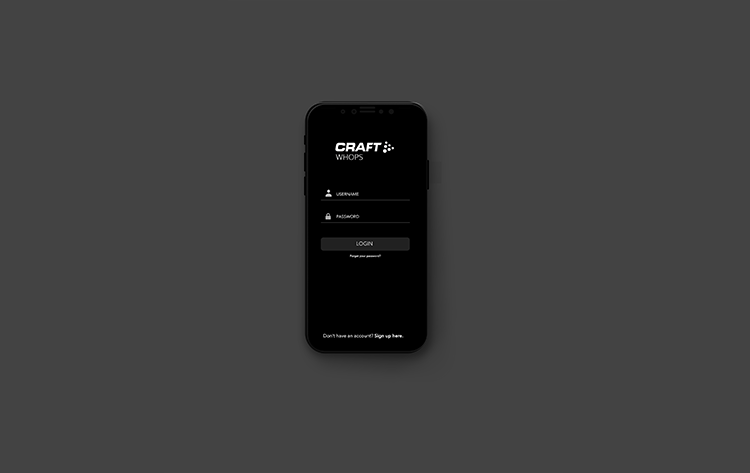 CRAFT
WHOPS
USERNAME
PASSWORD
LOGIN
Forgot your password?
Don't have an account? Sign up here.